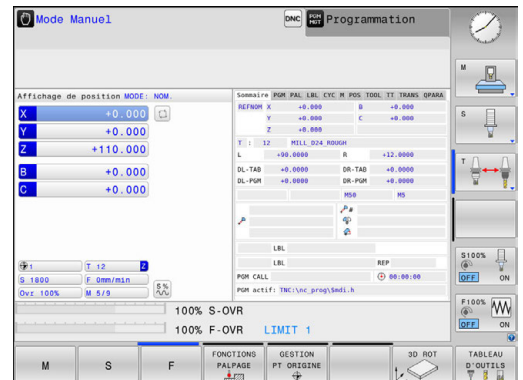 Mode Manuel
DNC
PGM MGT
Programmation
Affichage de position MODE: NOM.
X +0.000
Y +0.000
Z +110.000
B +0.000
C +0.000
1
T 12 Z
S 1800
F 0mm/min
Ovr 100%
M 5/9
S %
Sommaire PGM PAL LBL CYC M POS TOOL TT TRANS QPARA
REFNOM X +0.000 B +0.000
Y +0.000 C +0.000
Z +0.000
T : 12 MILL_D24_ROUGH
L +90.0000 R +12.0000
DL-TAB +0.0000 DR-TAB +0.0000
DL-PGM +0.0000 DR-PGM +0.0000
M50 M5
P #
LBL
LBL REP
PGM CALL 00:00:00
PGM actif: TNC:\nc_prog\$mdi.h
100% S-OVR
100% F-OVR LIMIT 1
M
S
T
S100%
OFF ON
F100%
OFF ON
M
S
F
FONCTIONS PALPAGE
GESTION PT ORIGINE
3D ROT
TABLEAU D'OUTILS